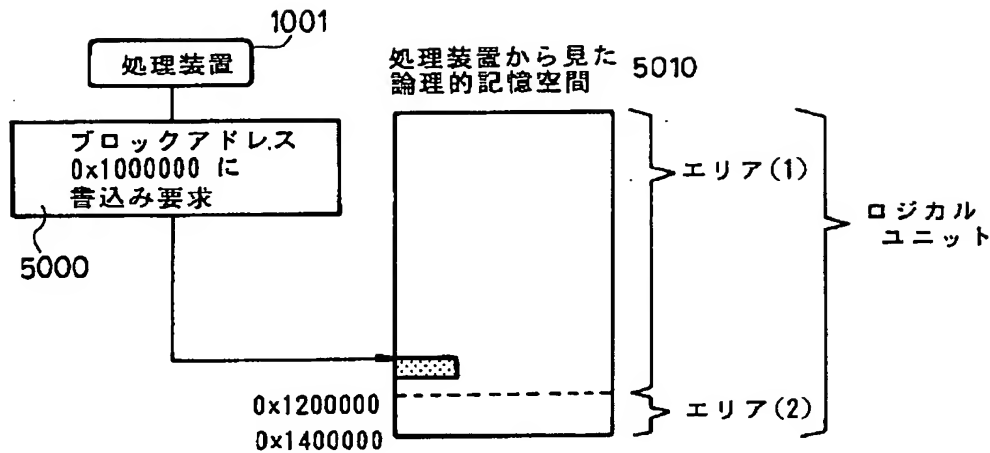 1001
処理装置
ブロックアドレス
0x1000000 に
書込み要求
5000
処理装置から見た
論理的記憶空間
5010
エリア(1)
ロジカル
ユニット
0x1200000
エリア(2)
0x1400000